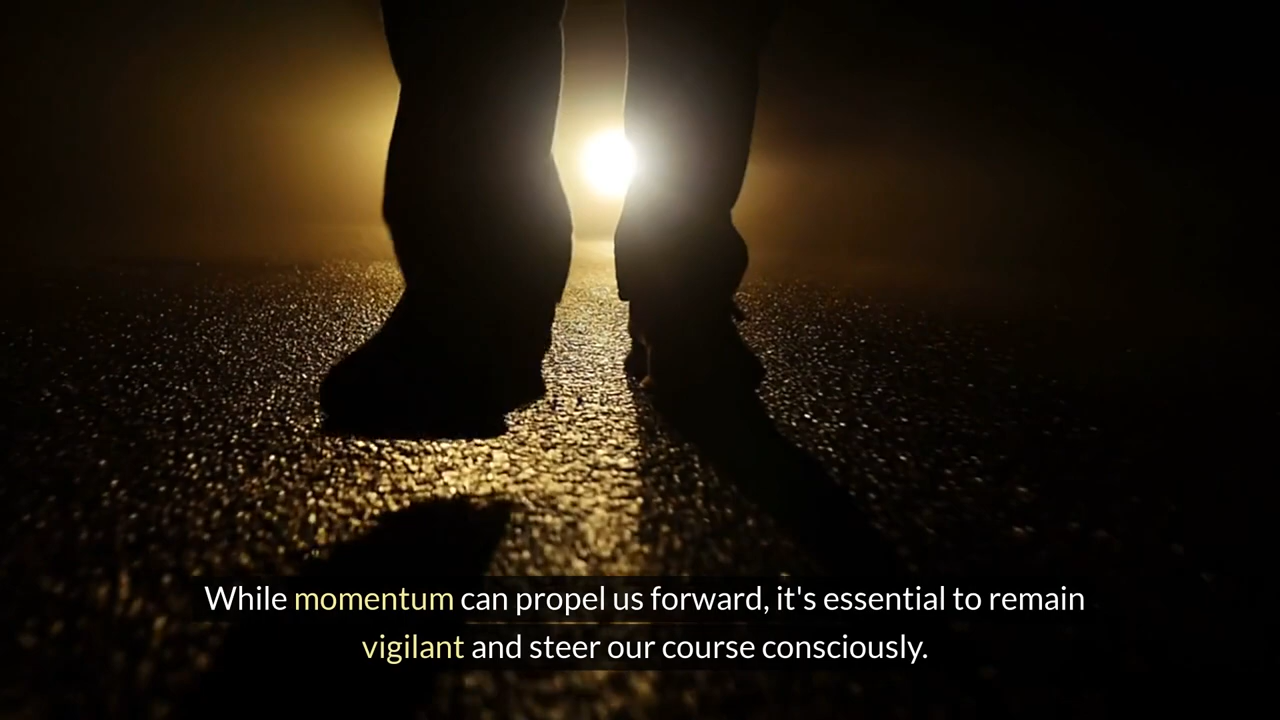 While momentum can propel us forward, it's essential to remain
vigilant and steer our course consciously.